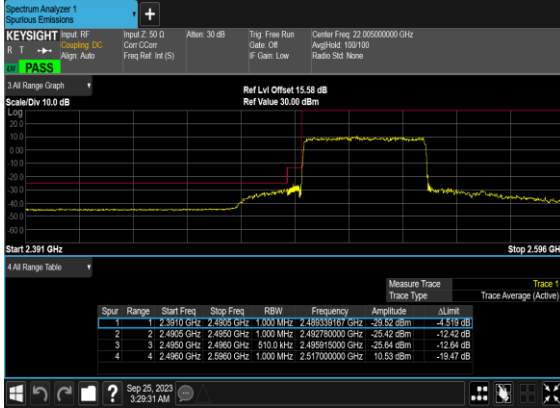 Spectrum Analyzer 1
Spurious Emissions
+
KEYSIGHT Input: RF Input Z: 50 Ω Atten: 30 dB Trig: Free Run Center Freq: 22.005000000 GHz
R T Coupling: DC Corr CCorr Gate: Off Avg|Hold: 100/100
Align: Auto Freq Ref: Int (S) IF Gain: Low Radio Std: None
LXI PASS
3 All Range Graph
Ref Lvl Offset 15.58 dB
Scale/Div 10.0 dB Ref Value 30.00 dBm
Log
20.0
10.0
0.00
-10.0
-20.0
-30.0
-40.0
-50.0
-60.0
Start 2.391 GHz Stop 2.596 GH
4 All Range Table
Measure Trace Trace 1
Trace Type Trace Average (Active)
Spur Range Start Freq Stop Freq RBW Frequency Amplitude ΔLimit
1 1 2.3910 GHz 2.4905 GHz 1.000 MHz 2.489339167 GHz -29.52 dBm -4.519 dB
2 2 2.4905 GHz 2.4950 GHz 1.000 MHz 2.492780000 GHz -25.42 dBm -12.42 dB
3 3 2.4950 GHz 2.4960 GHz 510.0 kHz 2.495915000 GHz -25.64 dBm -12.64 dB
4 4 2.4960 GHz 2.5960 GHz 1.000 MHz 2.517000000 GHz 10.53 dBm -19.47 dB
? Sep 25, 2023
3:29:31 AM